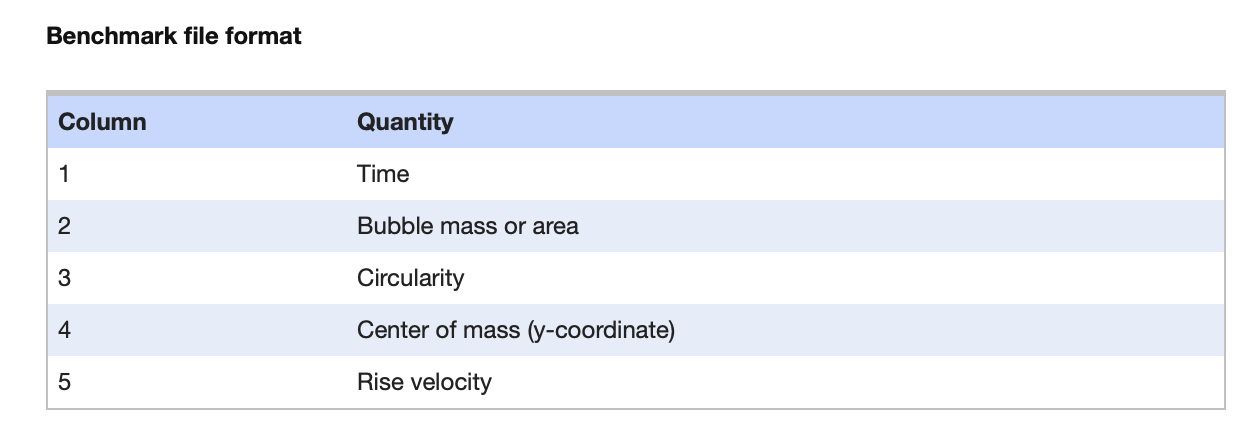 Benchmark file format
Column Quantity
1 Time
2 Bubble mass or area
3 Circularity
4 Center of mass (y-coordinate)
5 Rise velocity